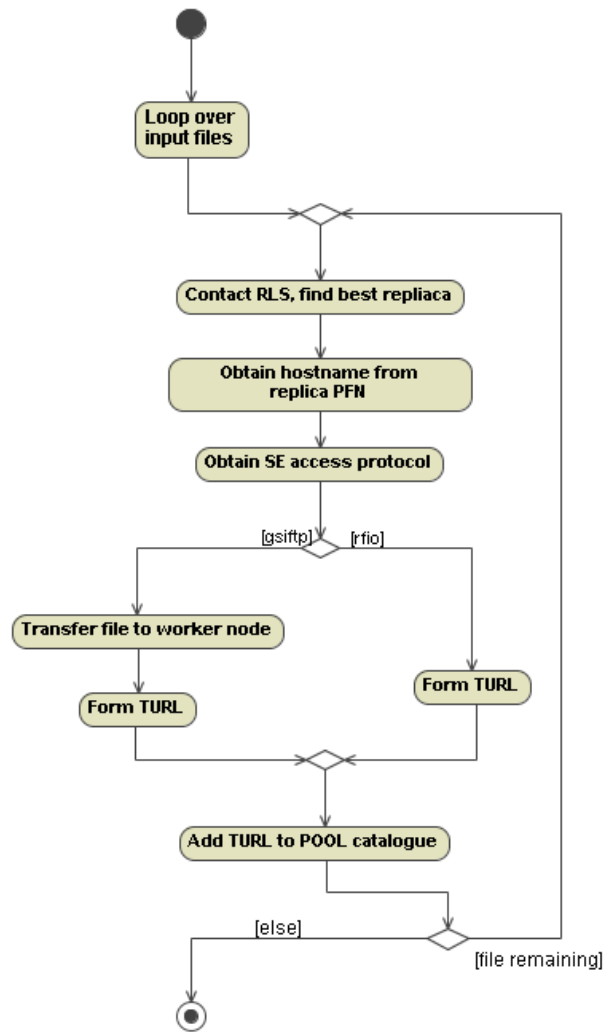 Loop over
input files
Contact RLS, find best repliaca
Obtain hostname from
replica PFN
Obtain SE access protocol
[gsiftp]
[rfio]
Transfer file to worker node
Form TURL
Form TURL
Add TURL to POOL catalogue
[else]
[file remaining]